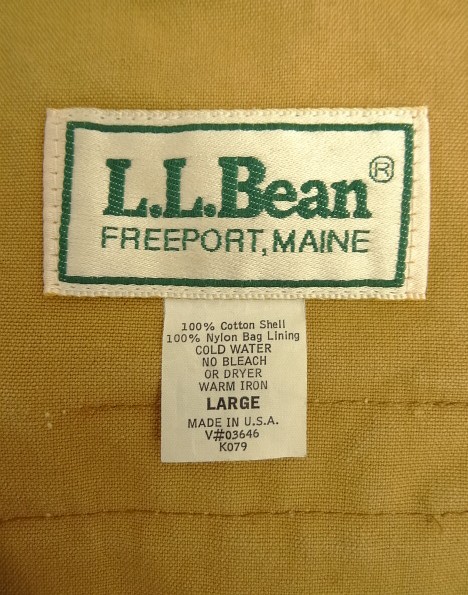 L.L.Bean®
FREEPORT, MAINE
100% Cotton Shell
100% Nylon Bag Lining
COLD WATER
NO BLEACH
OR DRYER
WARM IRON
LARGE
MADE IN U.S.A.
V#03646
K079